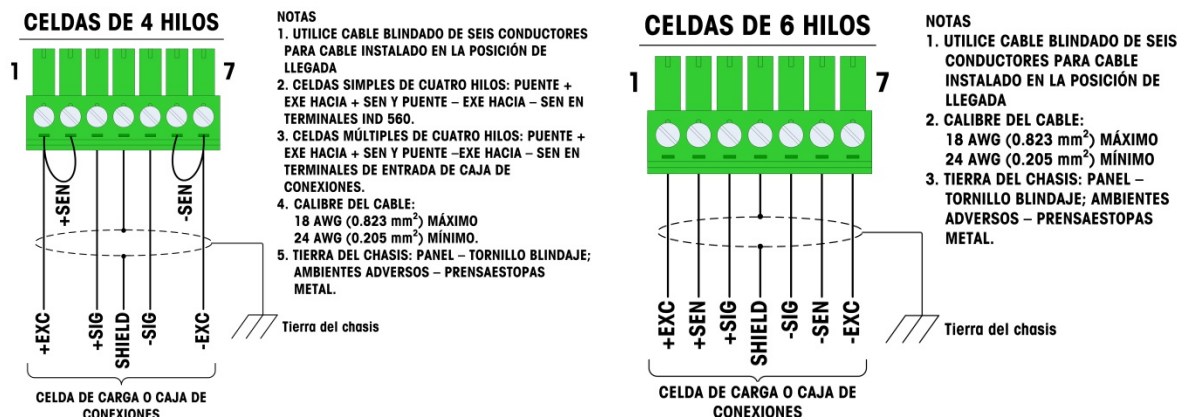 CELDAS DE 4 HILOS
1
7
+SEN
-SEN
+EXC
+SIG
SHIELD
-SIG
-EXC
Tierra del chasis
CELDA DE CARGA O CAJA DE
CONEXIONES
NOTAS
1. UTILICE CABLE BLINDADO DE SEIS CONDUCTORES
PARA CABLE INSTALADO EN LA POSICIÓN DE
LLEGADA
2. CELDAS SIMPLES DE CUATRO HILOS: PUENTE +
EXE HACIA + SEN Y PUENTE – EXE HACIA – SEN EN
TERMINALES IND 560.
3. CELDAS MÚLTIPLES DE CUATRO HILOS: PUENTE +
EXE HACIA + SEN Y PUENTE –EXE HACIA – SEN EN
TERMINALES DE ENTRADA DE CAJA DE
CONEXIONES.
4. CALIBRE DEL CABLE:
18 AWG (0.823 mm²) MÁXIMO
24 AWG (0.205 mm²) MÍNIMO.
5. TIERRA DEL CHASIS: PANEL – TORNILLO BLINDAJE;
AMBIENTES ADVERSOS – PRENSAESTOPAS
METAL.
CELDAS DE 6 HILOS
1
7
+EXC
+SEN
+SIG
SHIELD
-SIG
-SEN
-EXC
Tierra del chasis
CELDA DE CARGA O CAJA DE
CONEXIONES
NOTAS
1. UTILICE CABLE BLINDADO DE SEIS
CONDUCTORES PARA CABLE
INSTALADO EN LA POSICIÓN DE
LLEGADA
2. CALIBRE DEL CABLE:
18 AWG (0.823 mm²) MÁXIMO
24 AWG (0.205 mm²) MÍNIMO
3. TIERRA DEL CHASIS: PANEL –
TORNILLO BLINDAJE; AMBIENTES
ADVERSOS – PRENSAESTOPAS
METAL.